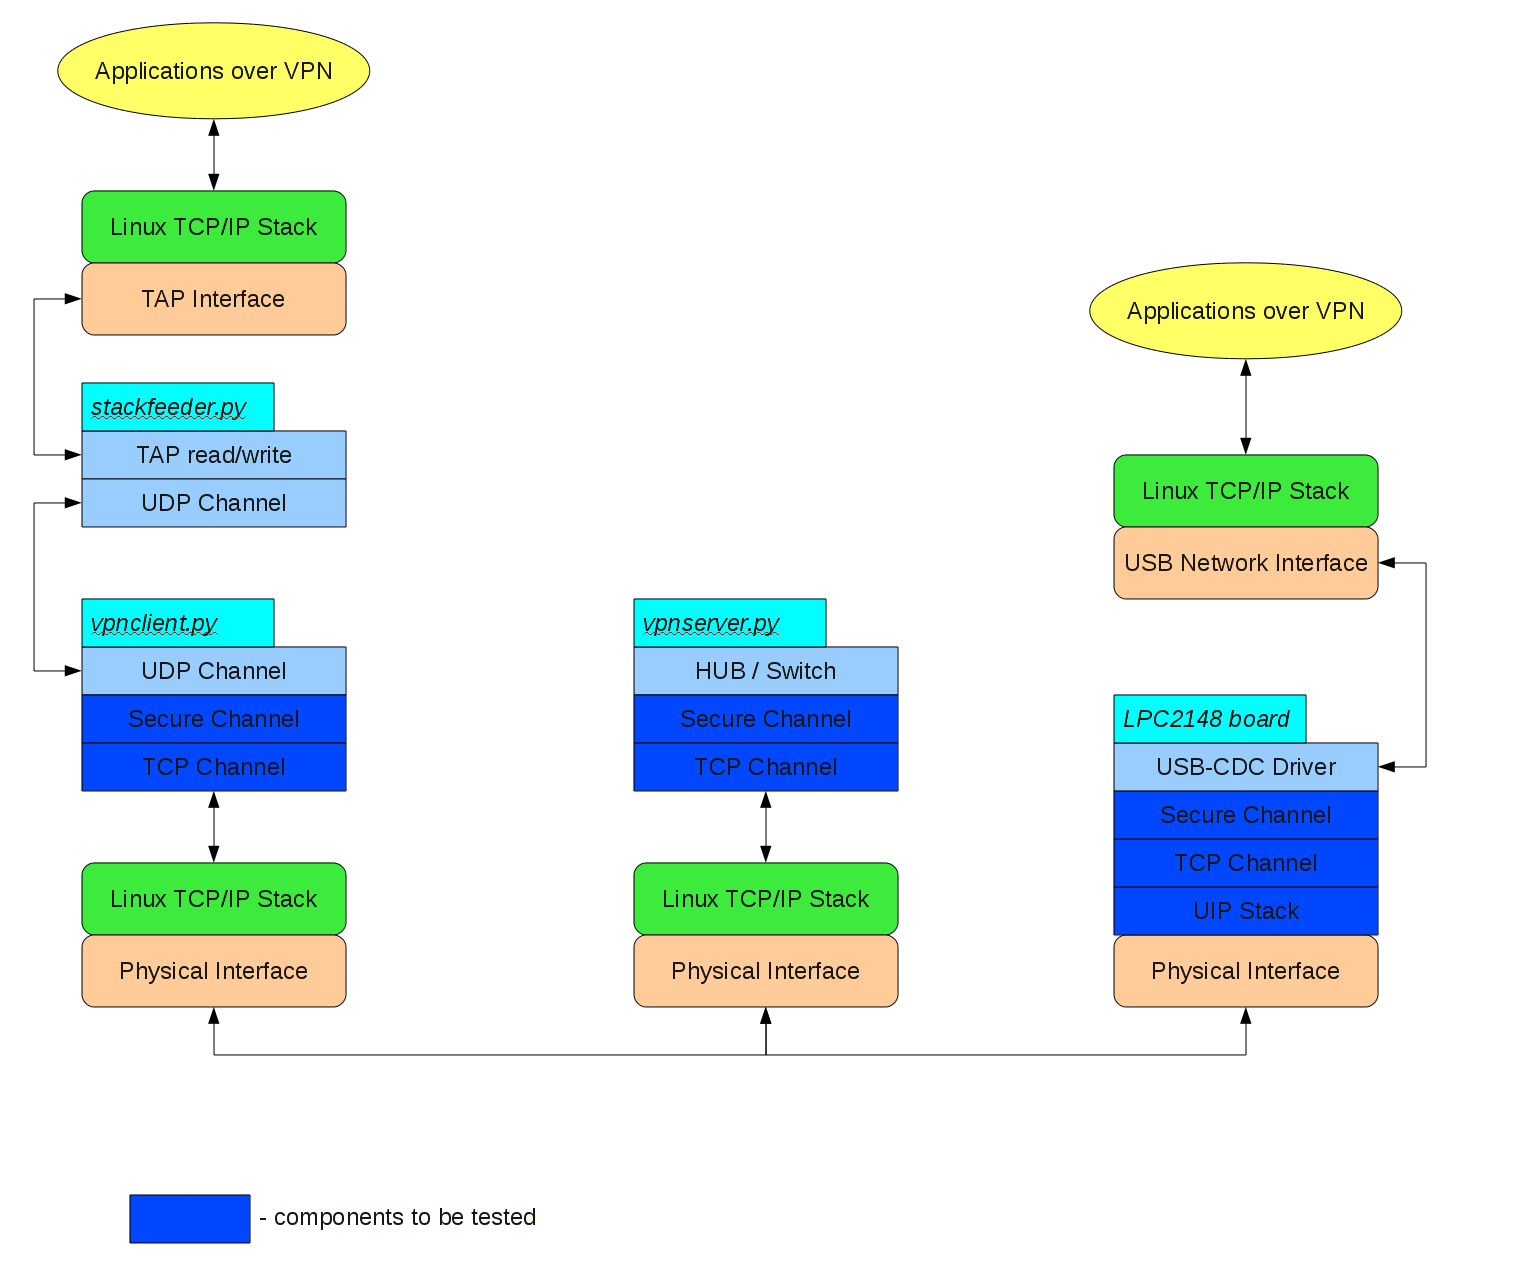 Applications over VPN
Linux TCP/IP Stack
TAP Interface
stackfeeder.py
TAP read/write
UDP Channel
vpnclient.py
UDP Channel
Secure Channel
TCP Channel
Linux TCP/IP Stack
Physical Interface
vpnserver.py
HUB / Switch
Secure Channel
TCP Channel
Linux TCP/IP Stack
Physical Interface
Applications over VPN
Linux TCP/IP Stack
USB Network Interface
LPC2148 board
USB-CDC Driver
Secure Channel
TCP Channel
UIP Stack
Physical Interface
- components to be tested